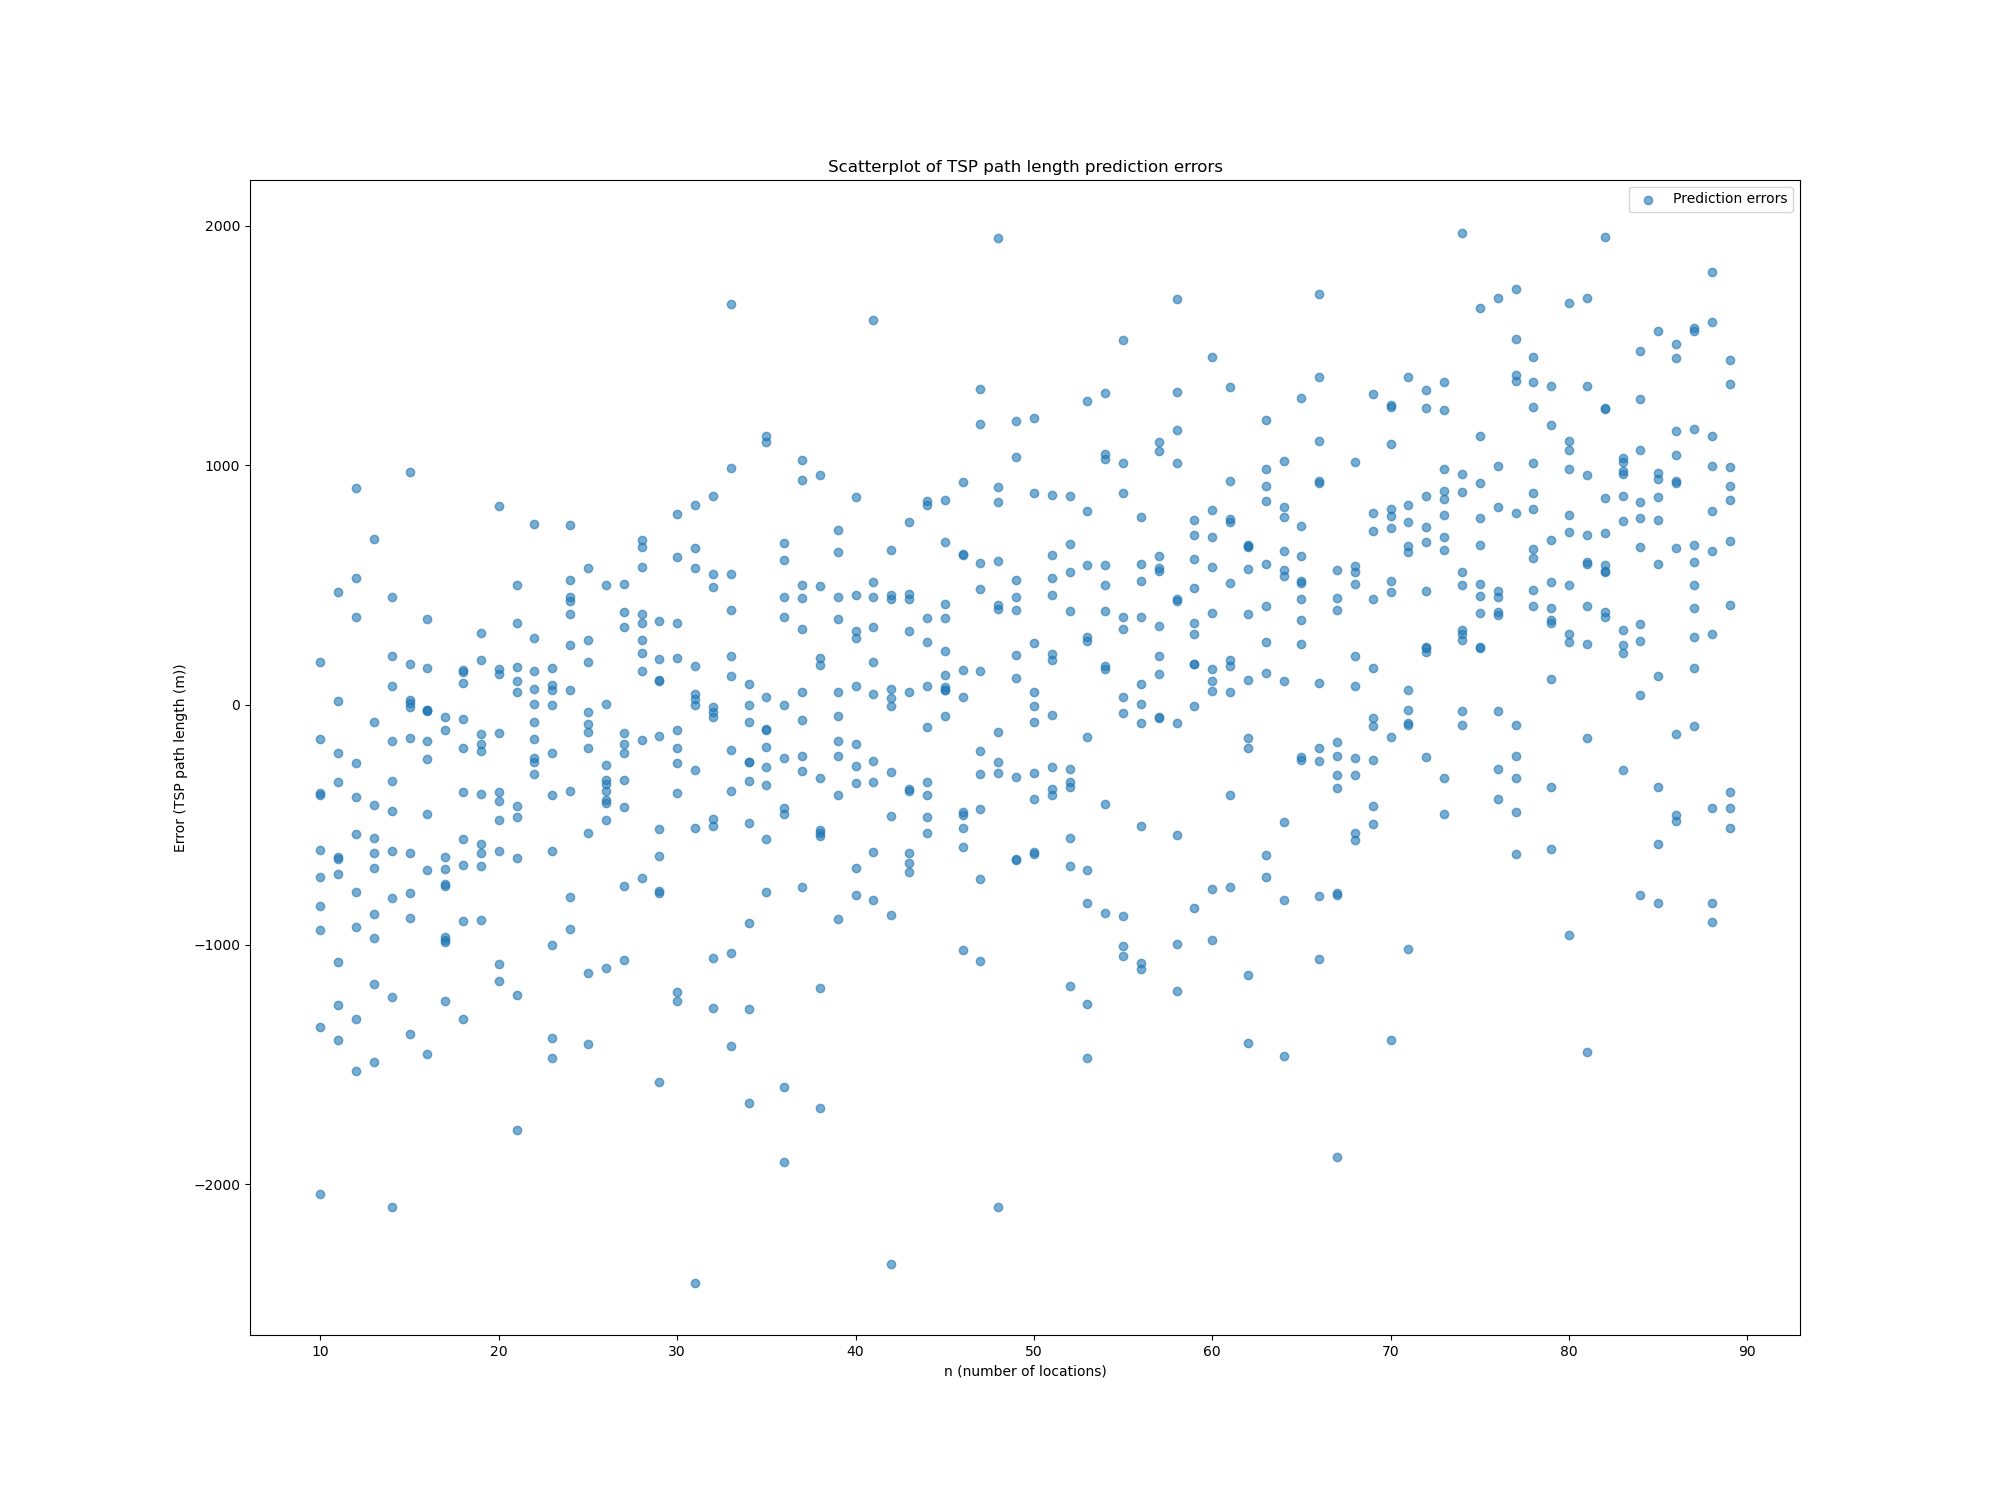 Scatterplot of TSP path length prediction errors
Prediction errors
2000
1000
0
−1000
−2000
Error (TSP path length (m))
10 20 30 40 50 60 70 80 90
n (number of locations)